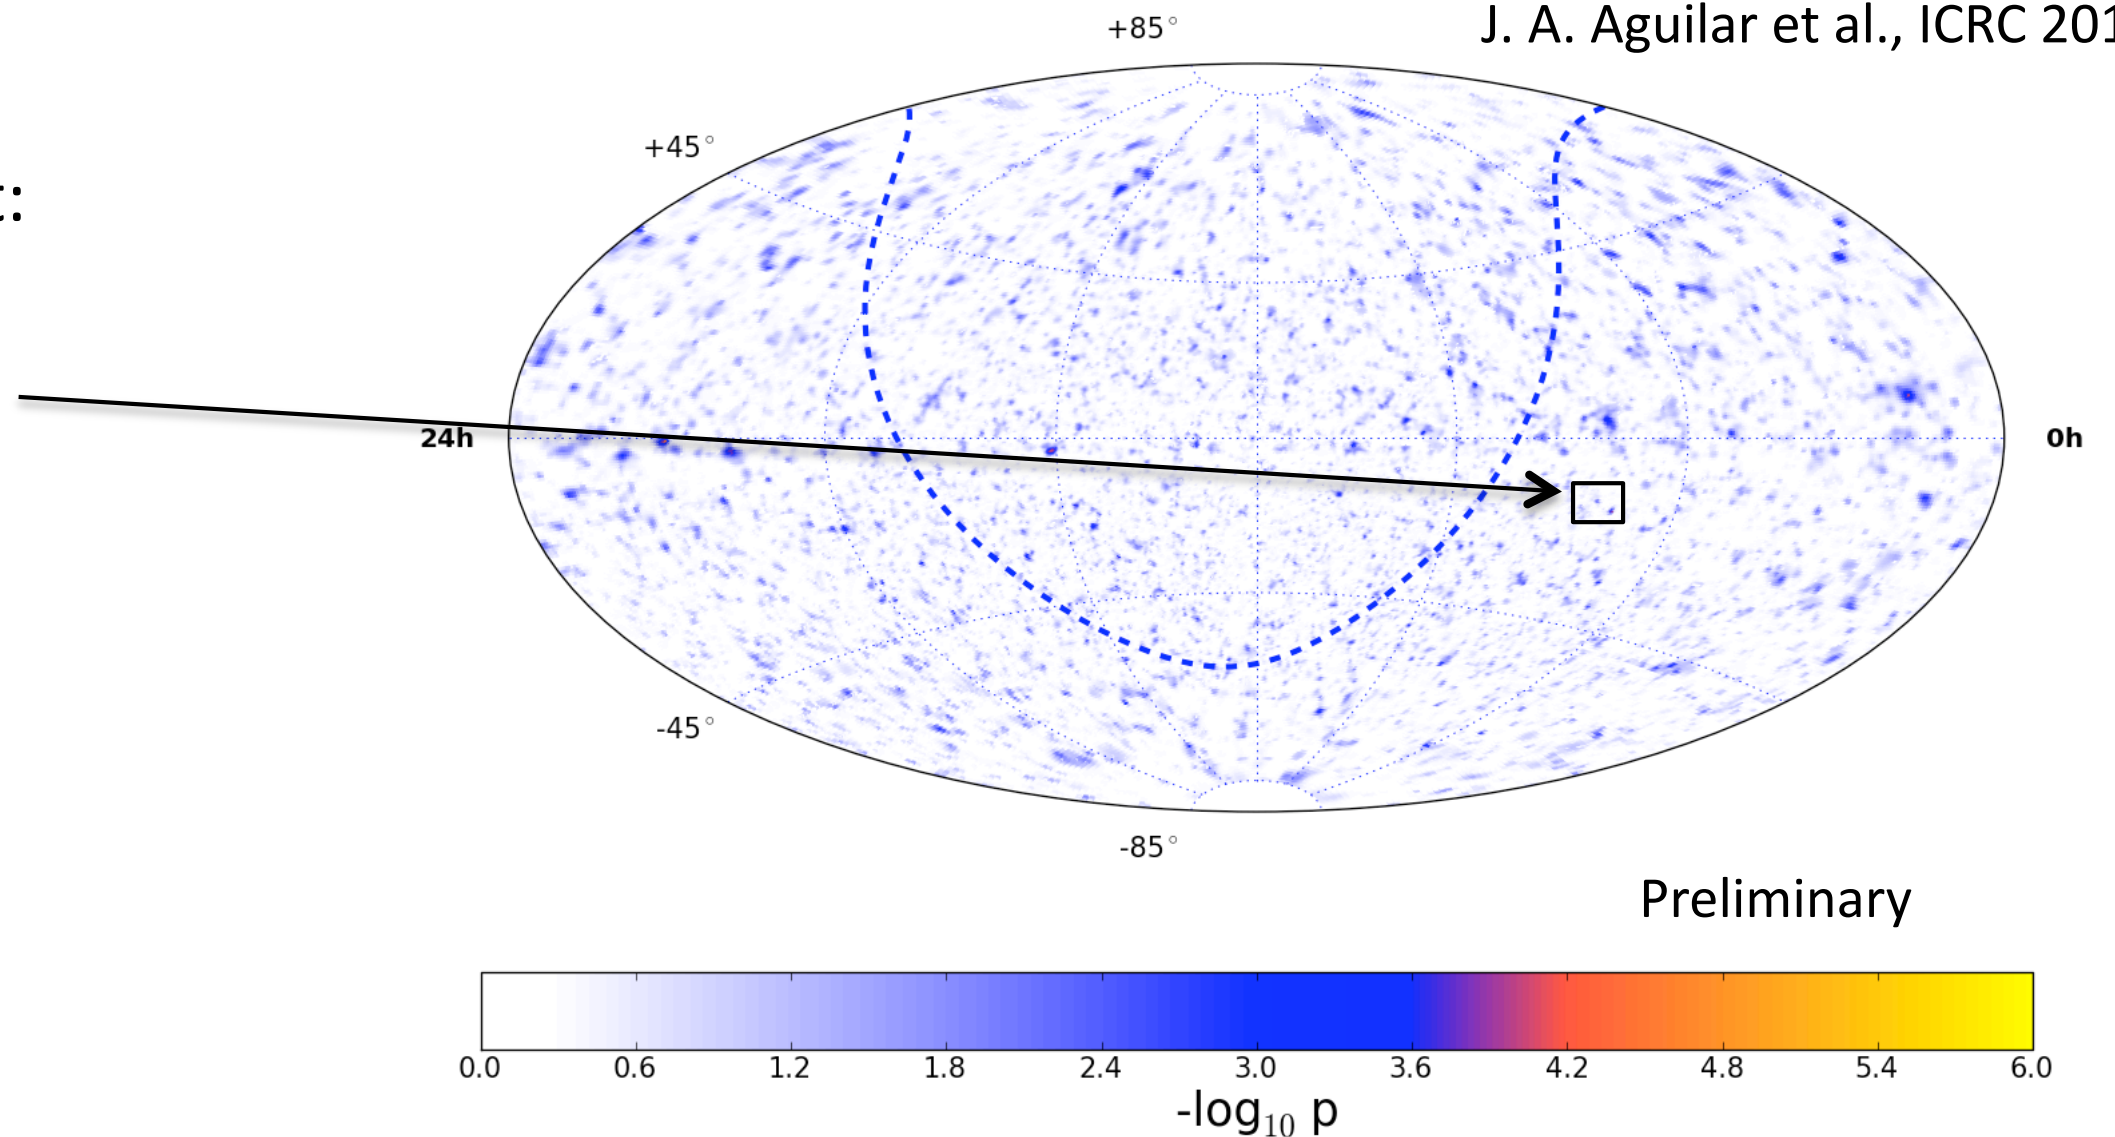 +85°
J. A. Aguilar et al., ICRC 201
+45°
t:
24h
0h
-45°
-85°
Preliminary
0.0 0.6 1.2 1.8 2.4 3.0 3.6 4.2 4.8 5.4 6.0
-log₁₀ p